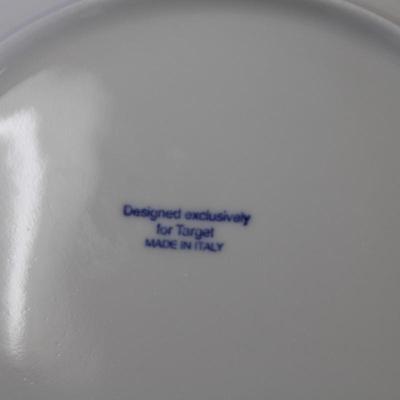 Designed exclusively
for Target
MADE IN ITALY